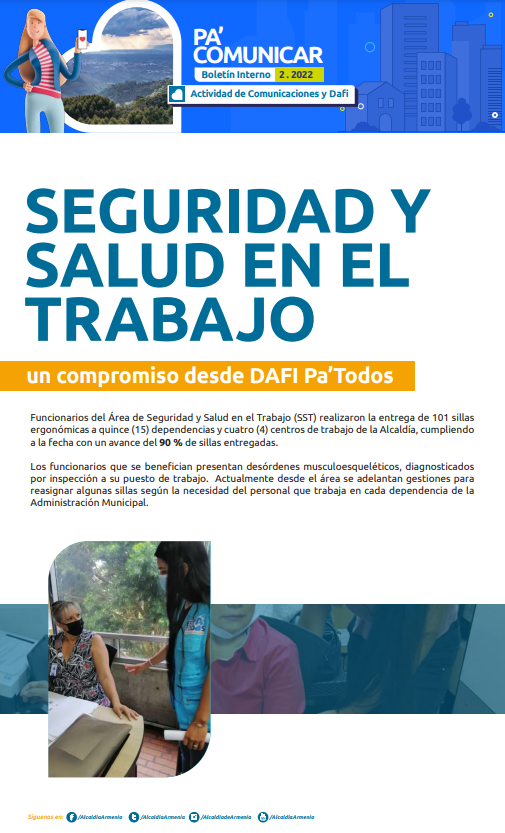 PA'
COMUNICAR
Boletín Interno 2 . 2022
Actividad de Comunicaciones y Dafi
SEGURIDAD Y
SALUD EN EL
TRABAJO
un compromiso desde DAFI Pa'Todos
Funcionarios del Área de Seguridad y Salud en el Trabajo (SST) realizaron la entrega de 101 sillas
ergonómicas a quince (15) dependencias y cuatro (4) centros de trabajo de la Alcaldía, cumpliendo
a la fecha con un avance del 90 % de sillas entregadas.
Los funcionarios que se benefician presentan desórdenes musculoesqueléticos, diagnosticados
por inspección a su puesto de trabajo. Actualmente desde el área se adelantan gestiones para
reasignar algunas sillas según la necesidad del personal que trabaja en cada dependencia de la
Administración Municipal.
Síguenos en: /AlcaldiaArmenia /AlcaldiaArmenia /AlcaldiadeArmenia /AlcaldiaArmenia